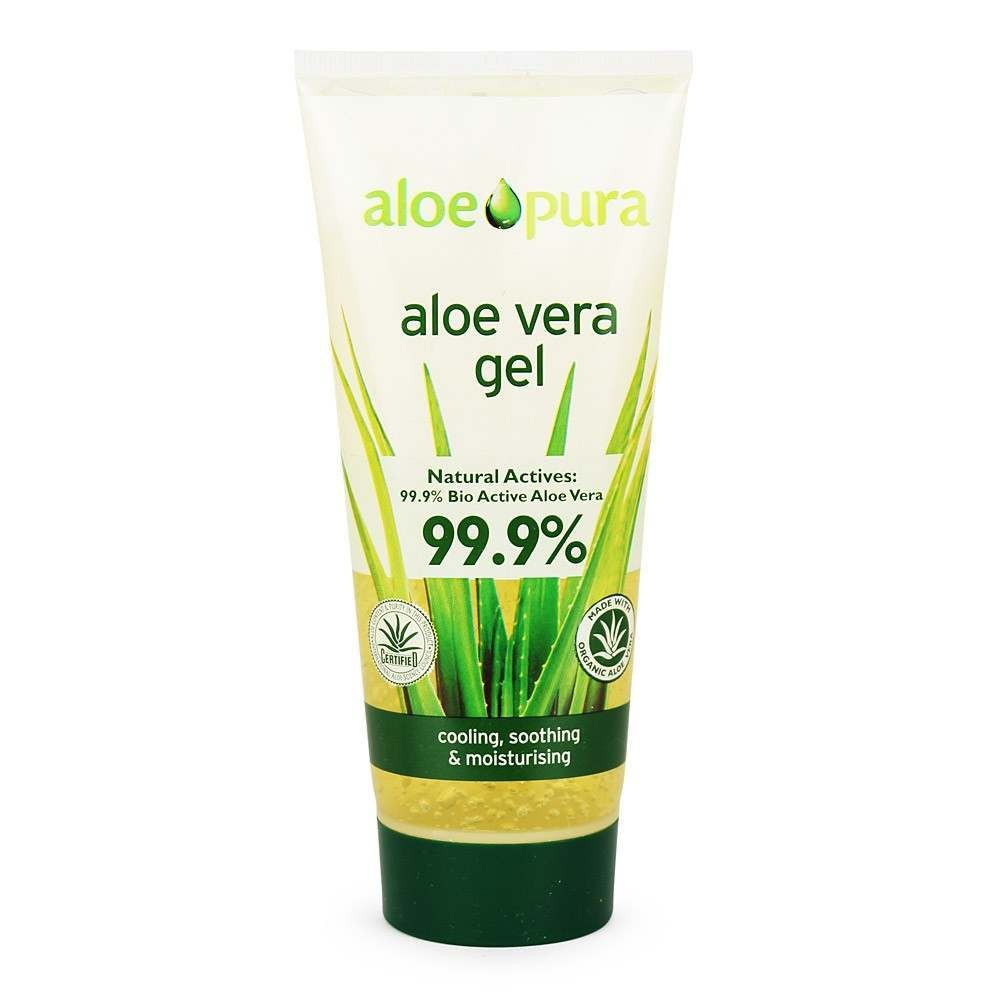 aloe pura
aloe vera
gel
Natural Actives:
99.9% Bio Active Aloe Vera
99.9%
CERTIFIED
MADE WITH
ORGANIC ALOE VERA
cooling, soothing
& moisturising